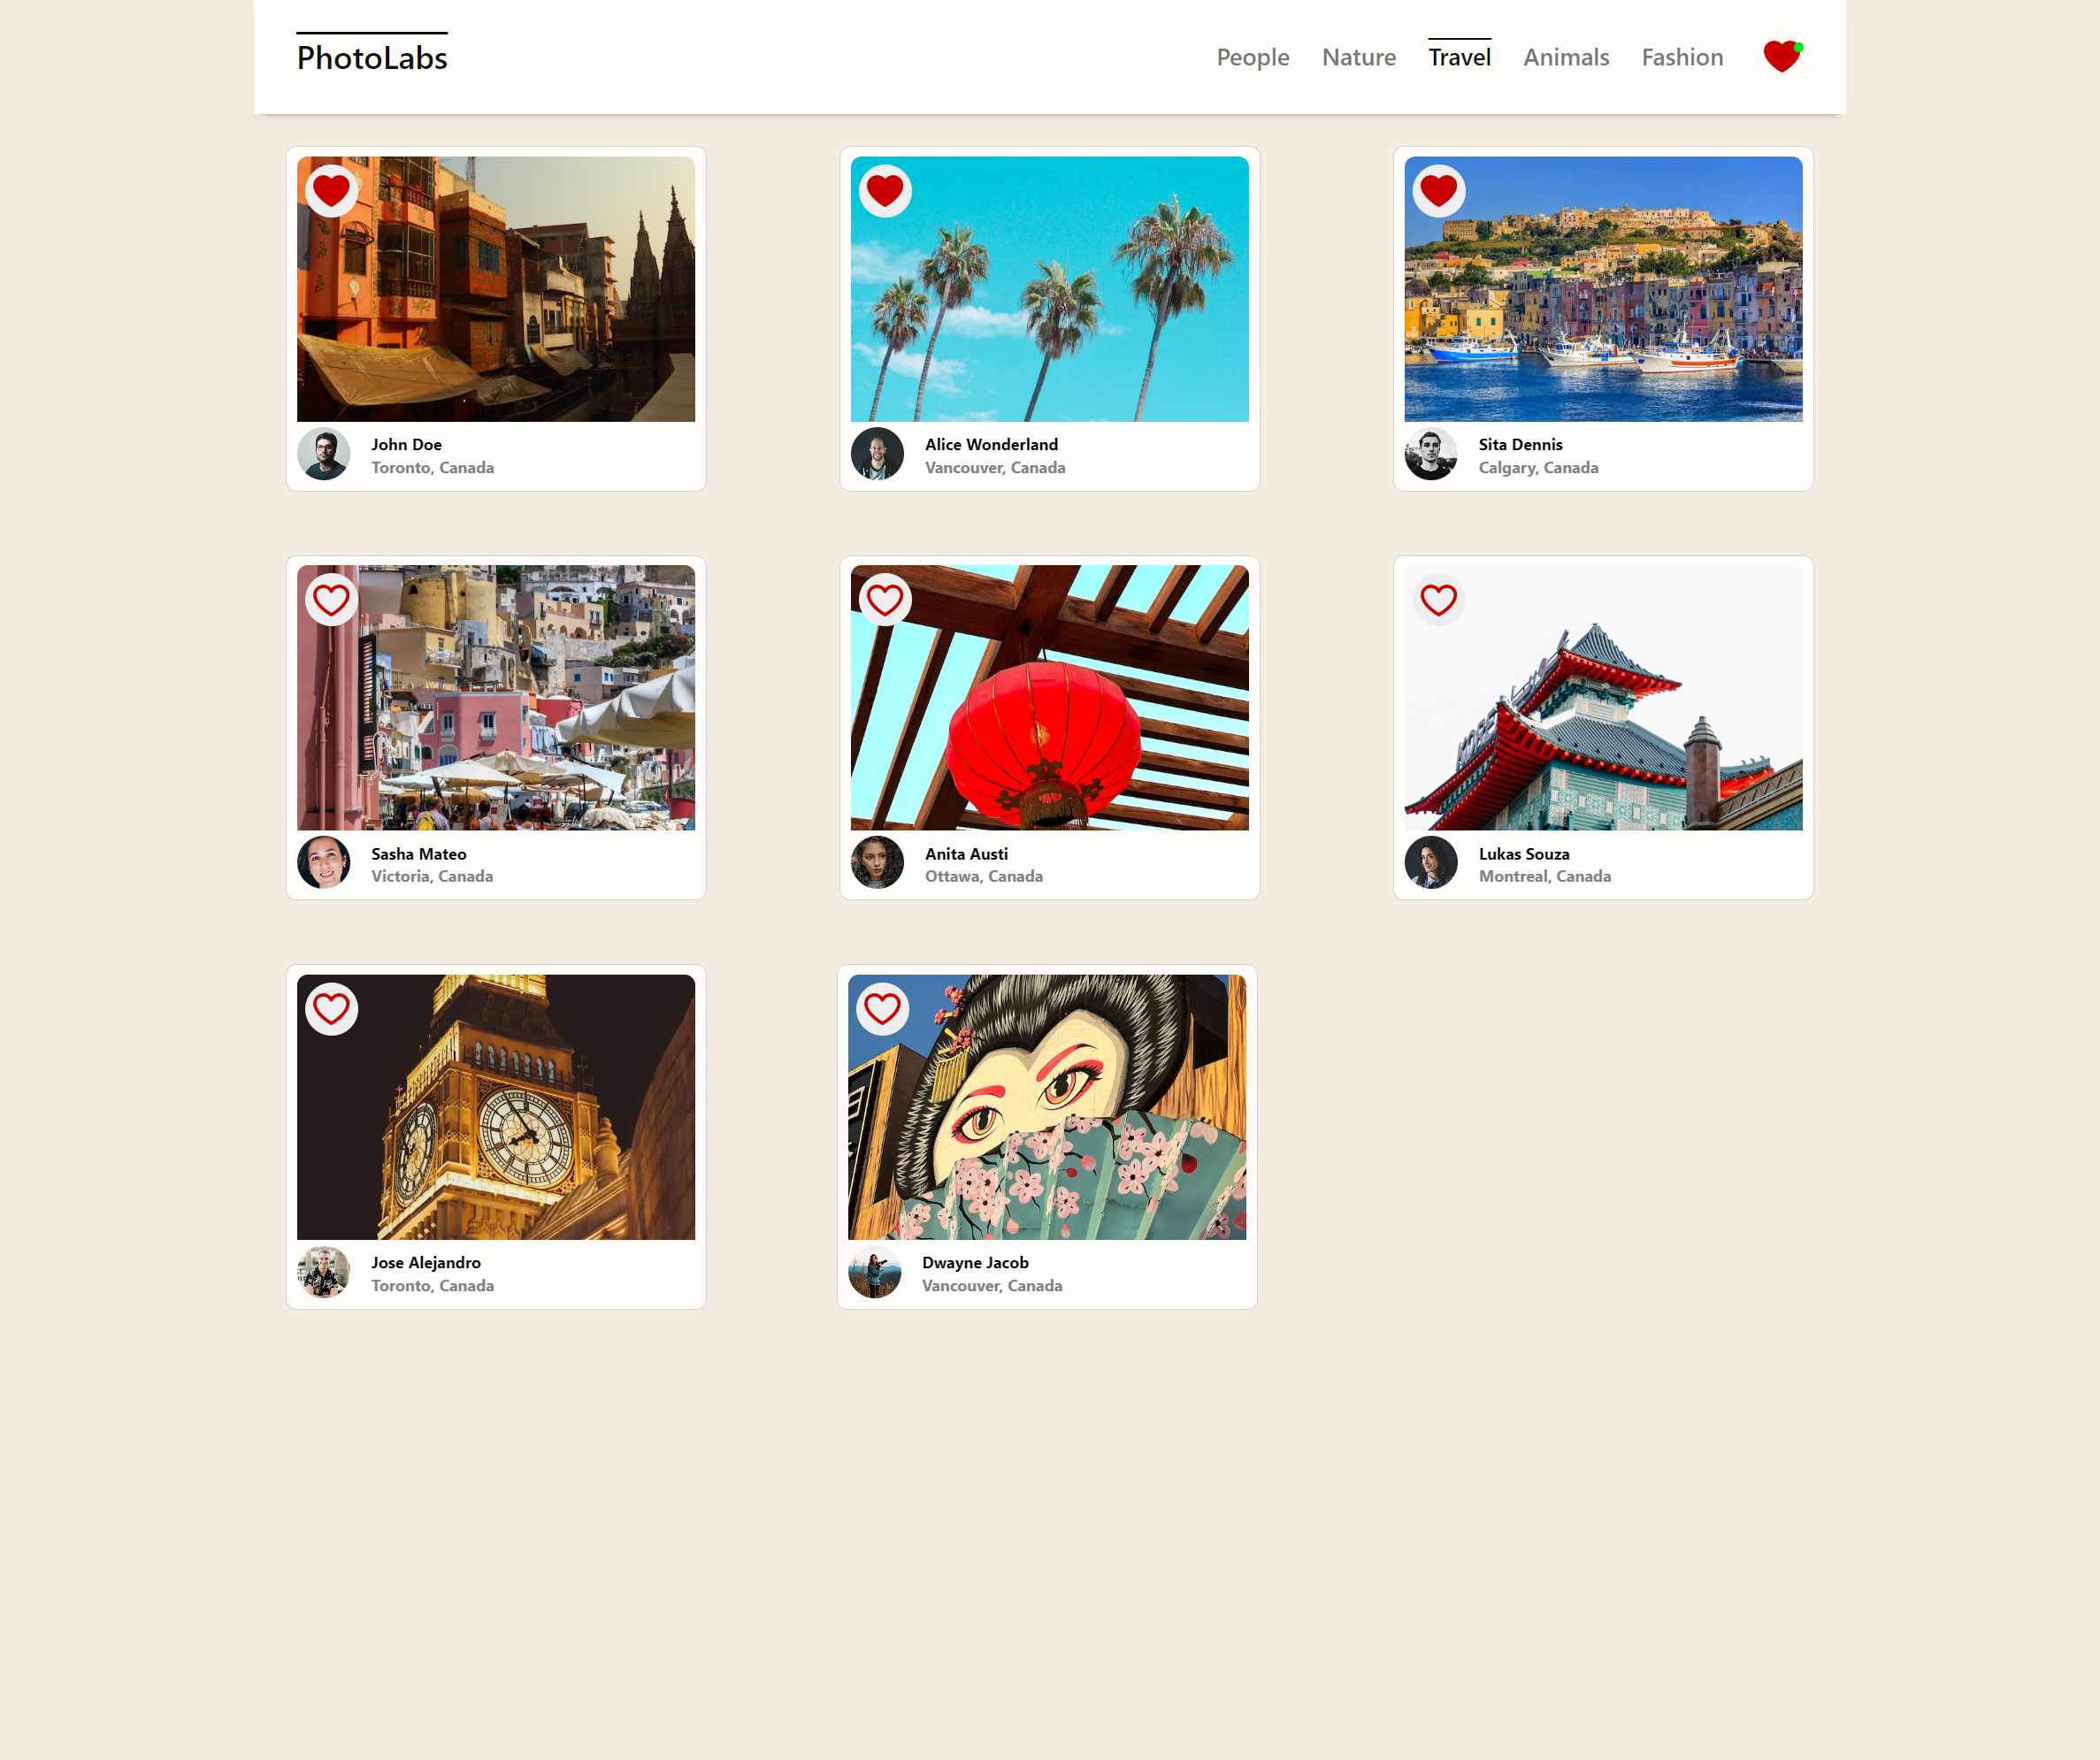 PhotoLabs
People Nature Travel Animals Fashion
John Doe
Toronto, Canada
Alice Wonderland
Vancouver, Canada
Sita Dennis
Calgary, Canada
Sasha Mateo
Victoria, Canada
Anita Austi
Ottawa, Canada
Lukas Souza
Montreal, Canada
Jose Alejandro
Toronto, Canada
Dwayne Jacob
Vancouver, Canada